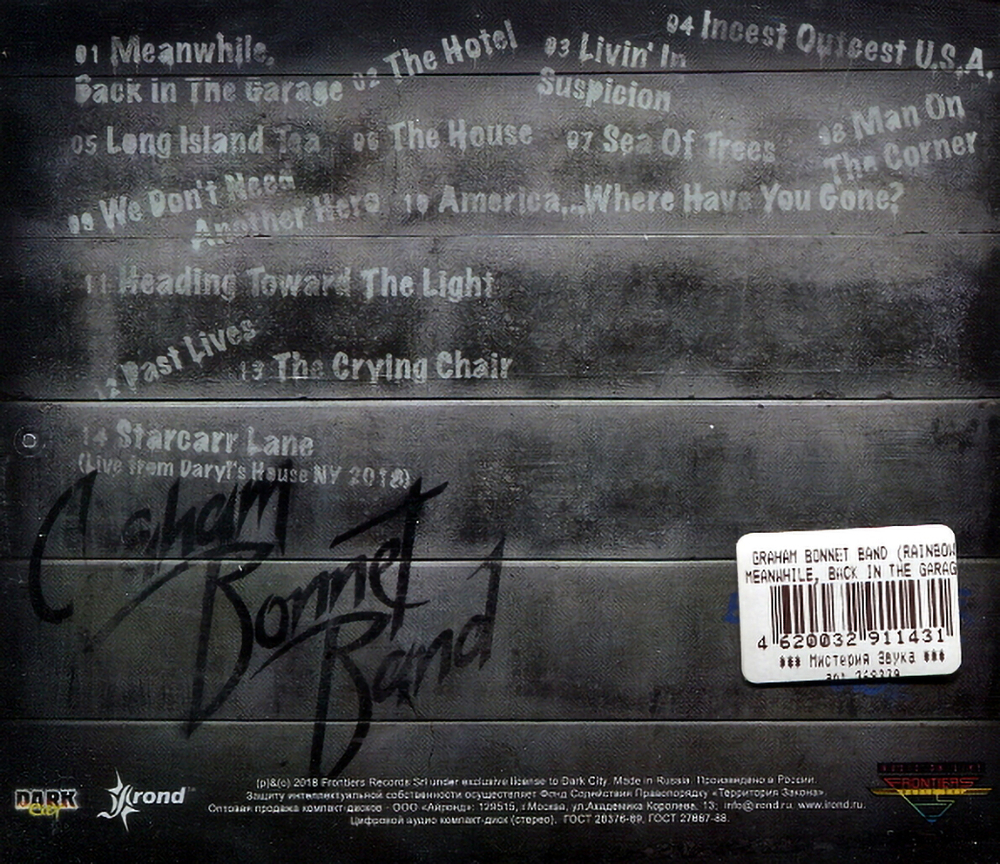 01 Meanwhile,
Back in The Garage
02 The Hotel
03 Livin' In
Suspicion
04 Incest Outcest U.S.A.
05 Long Island Tea
06 The House
07 Sea Of Trees
08 Man On
The Corner
09 We Don't Need
Another Hero
10 America...Where Have You Gone?
11 Heading Toward The Light
12 Past Lives
13 The Crying Chair
14 Starcarr Lane
(Live from Daryl's House NY 2018)
Graham
Bonnet
Band
GRAHAM BONNET BAND (RAINBOW
MEANWHILE, BACK IN THE GARAG
4 620032 911431
*** Мистерия Звука ***
DARK
City
irond
(p)&(c) 2018 Frontiers Records Srl under exclusive license to Dark City. Made in Russia. Произведено в России.
Защиту интеллектуальной собственности осуществляет Фонд Содействия Правопорядку «Территория Закона».
Оптовая продажа компакт-дисков - ООО «Айронд»: 129515, г.Москва, ул.Академика Королева, 13; info@irond.ru. www.irond.ru.
Цифровой аудио компакт-диск (стерео). ГОСТ 28376-89, ГОСТ 27667-88.
FRONTIERS